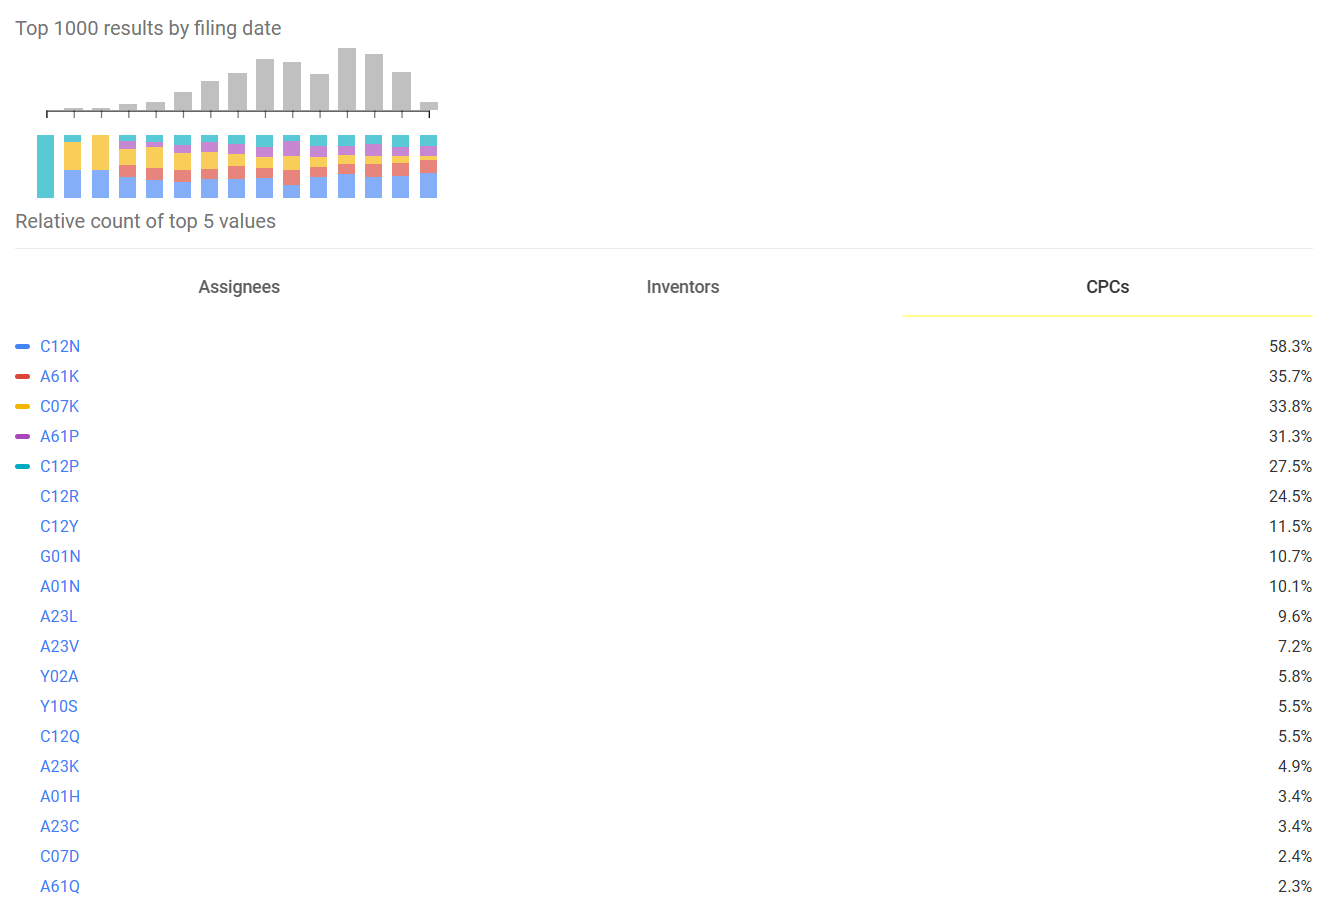 Top 1000 results by filing date
Relative count of top 5 values
Assignees Inventors CPCs
C12N 58.3%
A61K 35.7%
C07K 33.8%
A61P 31.3%
C12P 27.5%
C12R 24.5%
C12Y 11.5%
G01N 10.7%
A01N 10.1%
A23L 9.6%
A23V 7.2%
Y02A 5.8%
Y10S 5.5%
C12Q 5.5%
A23K 4.9%
A01H 3.4%
A23C 3.4%
C07D 2.4%
A61Q 2.3%